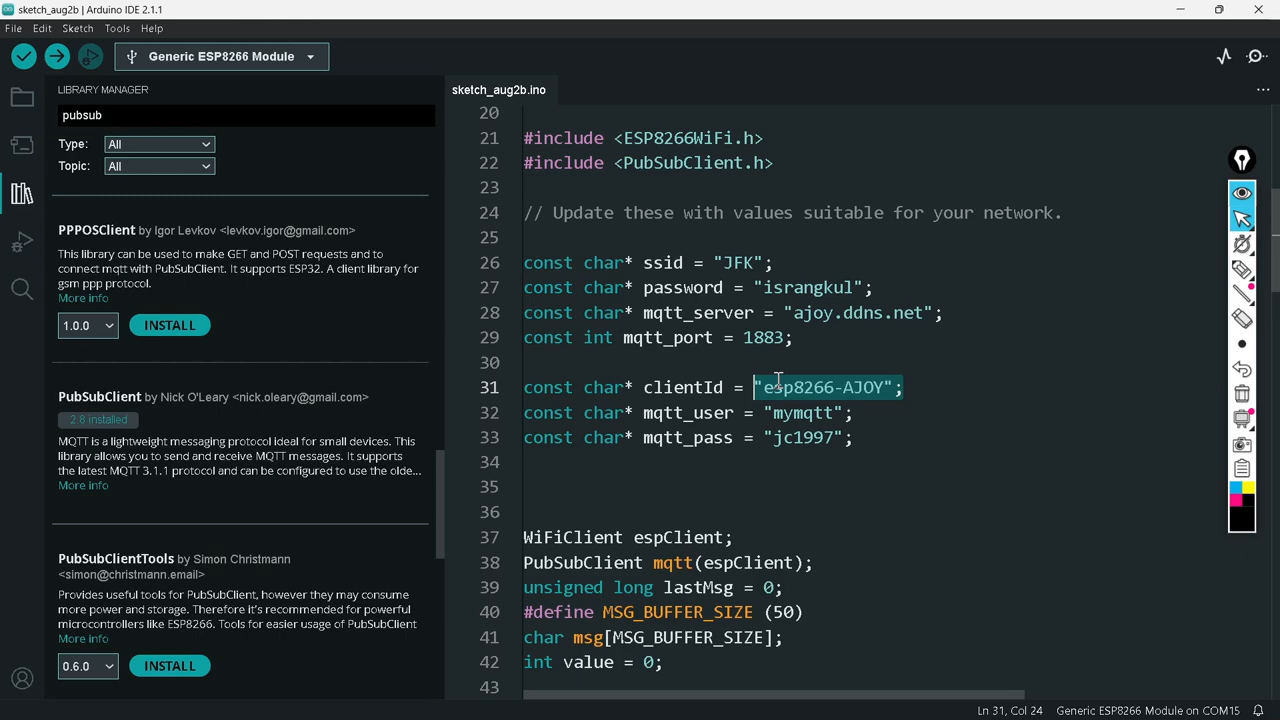 sketch_aug2b | Arduino IDE 2.1.1
File Edit Sketch Tools Help
Generic ESP8266 Module
LIBRARY MANAGER
pubsub
Type: All
Topic: All
PPPOSClient by Igor Levkov <levkov.igor@gmail.com>
This library can be used to make GET and POST requests and to
connect mqtt with PubSubClient. It supports ESP32. A client library for
gsm ppp protocol.
More info
1.0.0 INSTALL
PubSubClient by Nick O'Leary <nick.oleary@gmail.com>
2.8 installed
MQTT is a lightweight messaging protocol ideal for small devices. This
library allows you to send and receive MQTT messages. It supports
the latest MQTT 3.1.1 protocol and can be configured to use the olde...
More info
PubSubClientTools by Simon Christmann
<simon@christmann.email>
Provides useful tools for PubSubClient, however they may consume
more power and storage. Therefore it's recommended for powerful
microcontrollers like ESP8266. Tools for easier usage of PubSubClient
More info
0.6.0 INSTALL
sketch_aug2b.ino
20
21 #include <ESP8266WiFi.h>
22 #include <PubSubClient.h>
23
24 // Update these with values suitable for your network.
25
26 const char* ssid = "JFK";
27 const char* password = "israngkul";
28 const char* mqtt_server = "ajoy.ddns.net";
29 const int mqtt_port = 1883;
30
31 const char* clientId = "esp8266-AJOY";
32 const char* mqtt_user = "mymqtt";
33 const char* mqtt_pass = "jc1997";
34
35
36
37 WiFiClient espClient;
38 PubSubClient mqtt(espClient);
39 unsigned long lastMsg = 0;
40 #define MSG_BUFFER_SIZE (50)
41 char msg[MSG_BUFFER_SIZE];
42 int value = 0;
43
Ln 31, Col 24 Generic ESP8266 Module on COM15